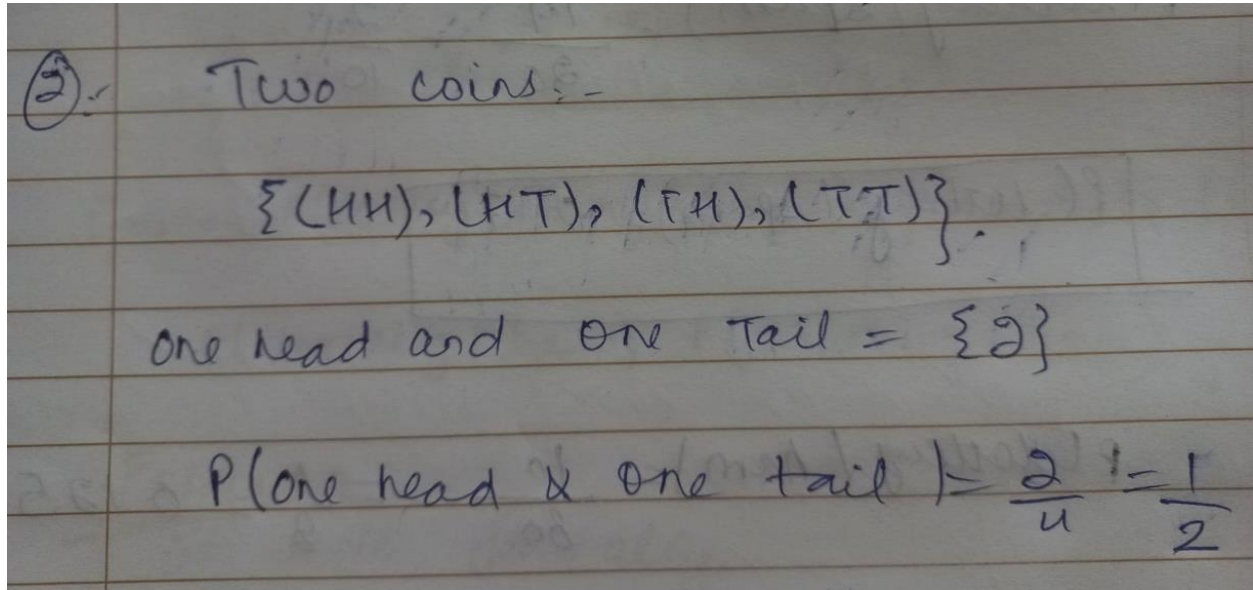 2.
Two coins:-
{(HH), (HT), (TH), (TT)}.
one head and one Tail = {2}
P(one head & one tail) = 2/4 = 1/2